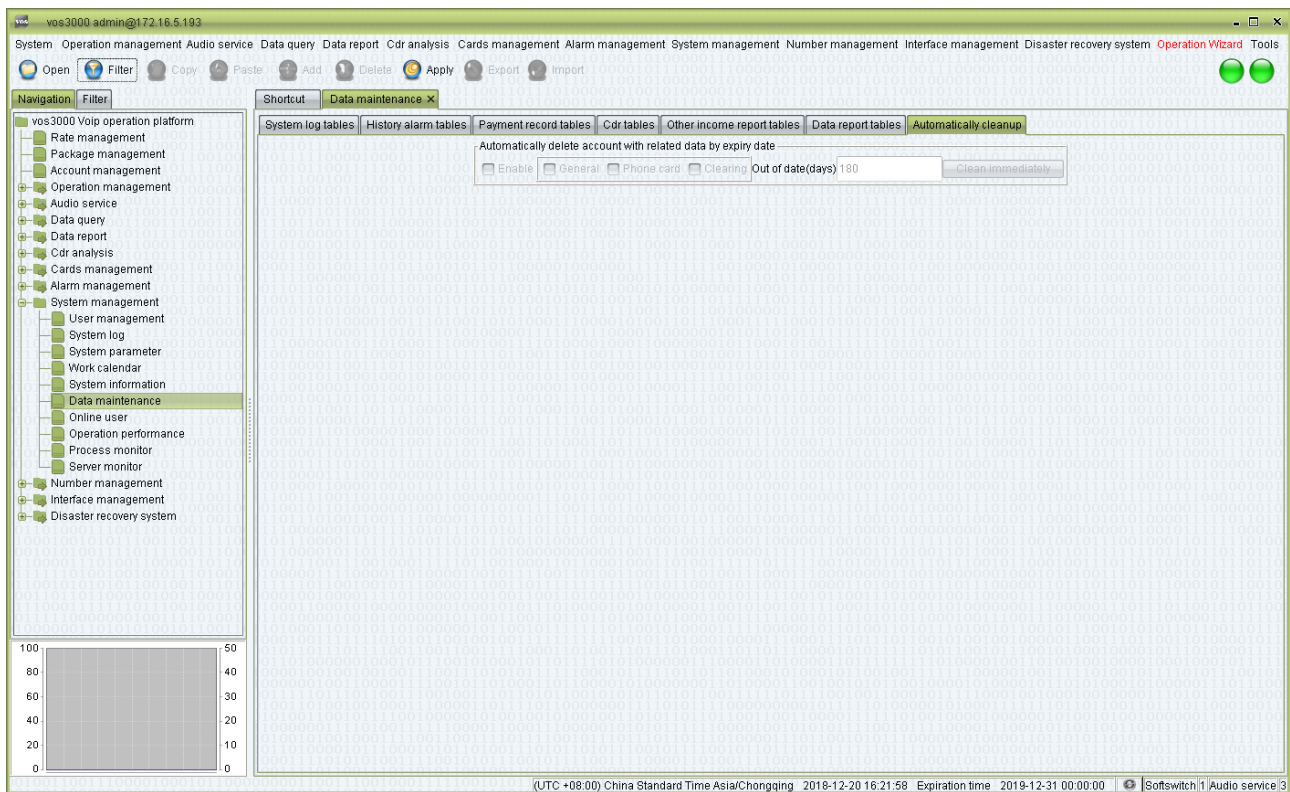 vos3000 admin@172.16.5.193
System Operation management Audio service Data query Data report Cdr analysis Cards management Alarm management System management Number management Interface management Disaster recovery system Operation Wizard Tools
Open Filter Copy Paste Add Delete Apply Export Import
Navigation Filter
Shortcut Data maintenance
vos3000 Voip operation platform
Rate management
Package management
Account management
Operation management
Audio service
Data query
Data report
Cdr analysis
Cards management
Alarm management
System management
User management
System log
System parameter
Work calendar
System information
Data maintenance
Online user
Operation performance
Process monitor
Server monitor
Number management
Interface management
Disaster recovery system
System log tables History alarm tables Payment record tables Cdr tables Other income report tables Data report tables Automatically cleanup
Automatically delete account with related data by expiry date
Enable General Phone card Clearing Out of date(days) 180 Clean immediately
100 50
80 40
60 30
40 20
20 10
0 0
(UTC +08:00) China Standard Time Asia/Chongqing 2018-12-20 16:21:58 Expiration time 2019-12-31 00:00:00 Softswitch 1 Audio service 3